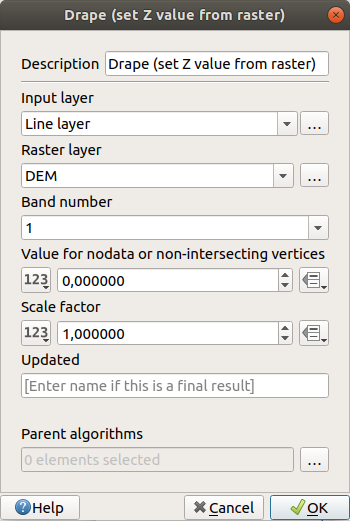 Drape (set Z value from raster)
Description Drape (set Z value from raster)
Input layer
Line layer ...
Raster layer
DEM ...
Band number
1
Value for nodata or non-intersecting vertices
123 0,000000
Scale factor
123 1,000000
Updated
[Enter name if this is a final result]
Parent algorithms
0 elements selected ...
Help Cancel OK